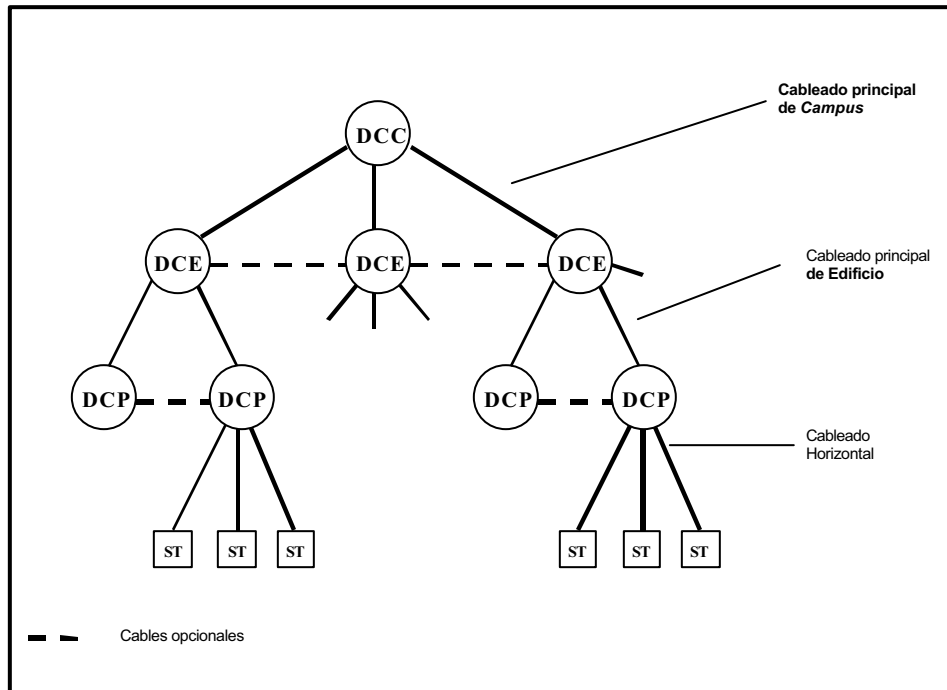 Cableado principal
de Campus
DCC
DCE DCE DCE
Cableado principal
de Edificio
DCP DCP DCP DCP
Cableado
Horizontal
ST ST ST ST ST ST
Cables opcionales